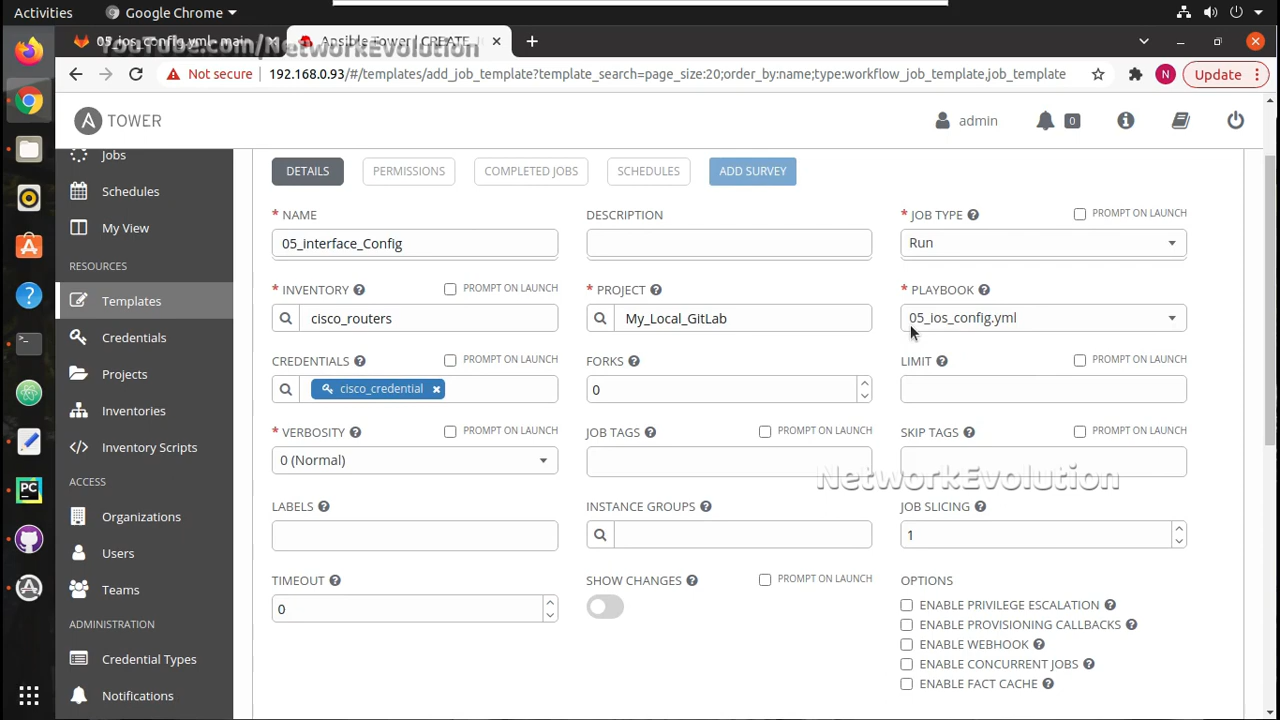 Activities
Google Chrome
05_ios_config.yml · main
Ansible Tower | CREATE J
YouTube.com/NetworkEvolution
Not secure
192.168.0.93/#/templates/add_job_template?template_search=page_size:20;order_by:name;type:workflow_job_template,job_template
N
Update
A TOWER
admin
0
Jobs
Schedules
My View
RESOURCES
Templates
Credentials
Projects
Inventories
Inventory Scripts
ACCESS
Organizations
Users
Teams
ADMINISTRATION
Credential Types
Notifications
DETAILS
PERMISSIONS
COMPLETED JOBS
SCHEDULES
ADD SURVEY
* NAME
05_interface_Config
DESCRIPTION
* JOB TYPE
PROMPT ON LAUNCH
Run
* INVENTORY
PROMPT ON LAUNCH
cisco_routers
* PROJECT
My_Local_GitLab
* PLAYBOOK
05_ios_config.yml
CREDENTIALS
PROMPT ON LAUNCH
cisco_credential
FORKS
0
LIMIT
PROMPT ON LAUNCH
* VERBOSITY
PROMPT ON LAUNCH
0 (Normal)
JOB TAGS
PROMPT ON LAUNCH
SKIP TAGS
PROMPT ON LAUNCH
NetworkEvolution
LABELS
INSTANCE GROUPS
JOB SLICING
1
TIMEOUT
0
SHOW CHANGES
PROMPT ON LAUNCH
OPTIONS
ENABLE PRIVILEGE ESCALATION
ENABLE PROVISIONING CALLBACKS
ENABLE WEBHOOK
ENABLE CONCURRENT JOBS
ENABLE FACT CACHE